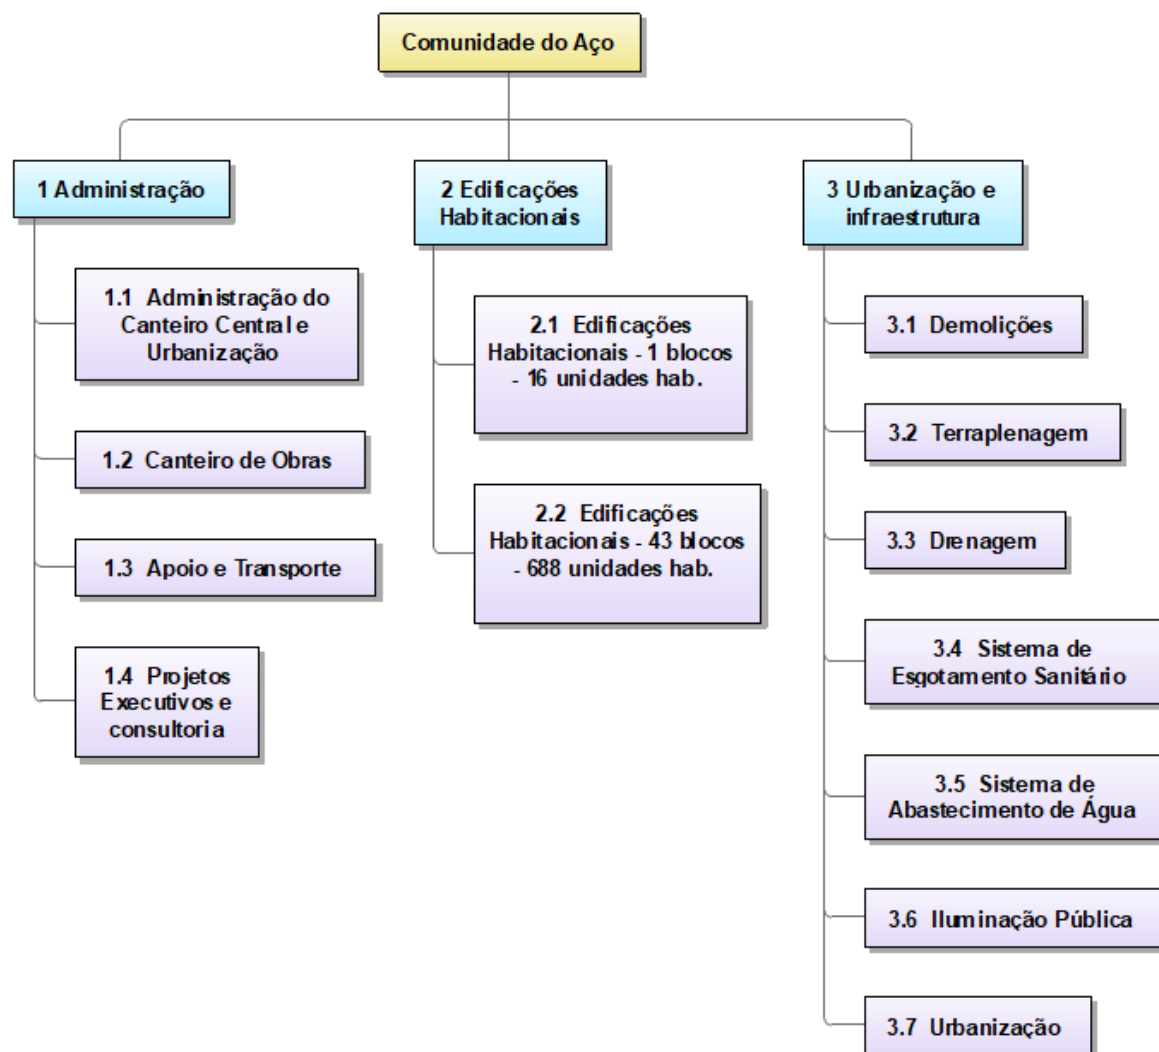 Comunidade do Aço
1 Administração
2 Edificações
Habitacionais
3 Urbanização e
infraestrutura
1.1 Administração do
Canteiro Central e
Urbanização
1.2 Canteiro de Obras
1.3 Apoio e Transporte
1.4 Projetos
Executivos e
consultoria
2.1 Edificações
Habitacionais - 1 blocos
- 16 unidades hab.
2.2 Edificações
Habitacionais - 43 blocos
- 688 unidades hab.
3.1 Demolições
3.2 Terraplenagem
3.3 Drenagem
3.4 Sistema de
Esgotamento Sanitário
3.5 Sistema de
Abastecimento de Água
3.6 Iluminação Pública
3.7 Urbanização